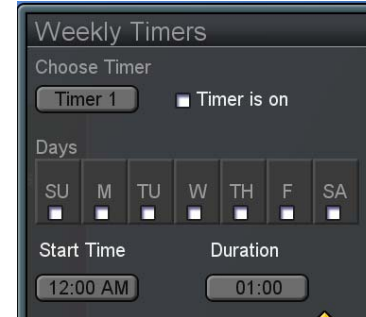 Weekly Timers
Choose Timer
Timer 1 Timer is on
Days
SU M TU W TH F SA
Start Time Duration
12:00 AM 01:00